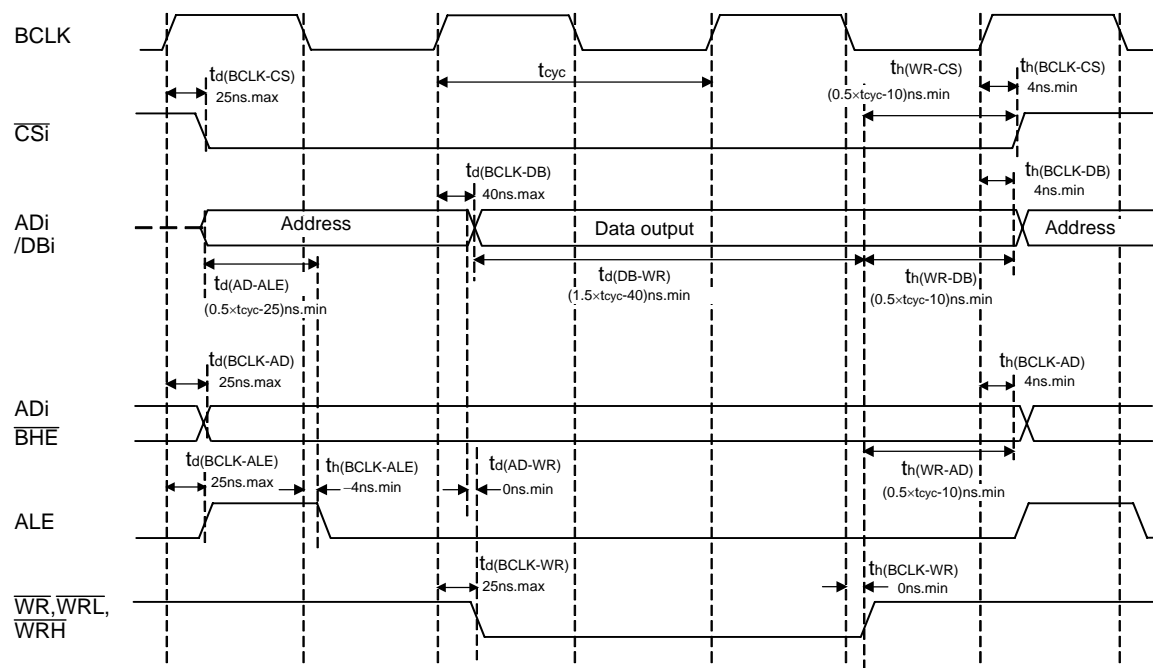 BCLK
td(BCLK-CS)
25ns.max
tcyc
th(WR-CS)
(0.5×tcyc-10)ns.min
th(BCLK-CS)
4ns.min
CSi
td(BCLK-DB)
40ns.max
th(BCLK-DB)
4ns.min
ADi
/DBi
Address
Data output
Address
td(AD-ALE)
(0.5×tcyc-25)ns.min
td(DB-WR)
(1.5×tcyc-40)ns.min
th(WR-DB)
(0.5×tcyc-10)ns.min
td(BCLK-AD)
25ns.max
th(BCLK-AD)
4ns.min
ADi
BHE
td(BCLK-ALE)
25ns.max
th(BCLK-ALE)
−4ns.min
td(AD-WR)
0ns.min
th(WR-AD)
(0.5×tcyc-10)ns.min
ALE
td(BCLK-WR)
25ns.max
th(BCLK-WR)
0ns.min
WR,WRL,
WRH